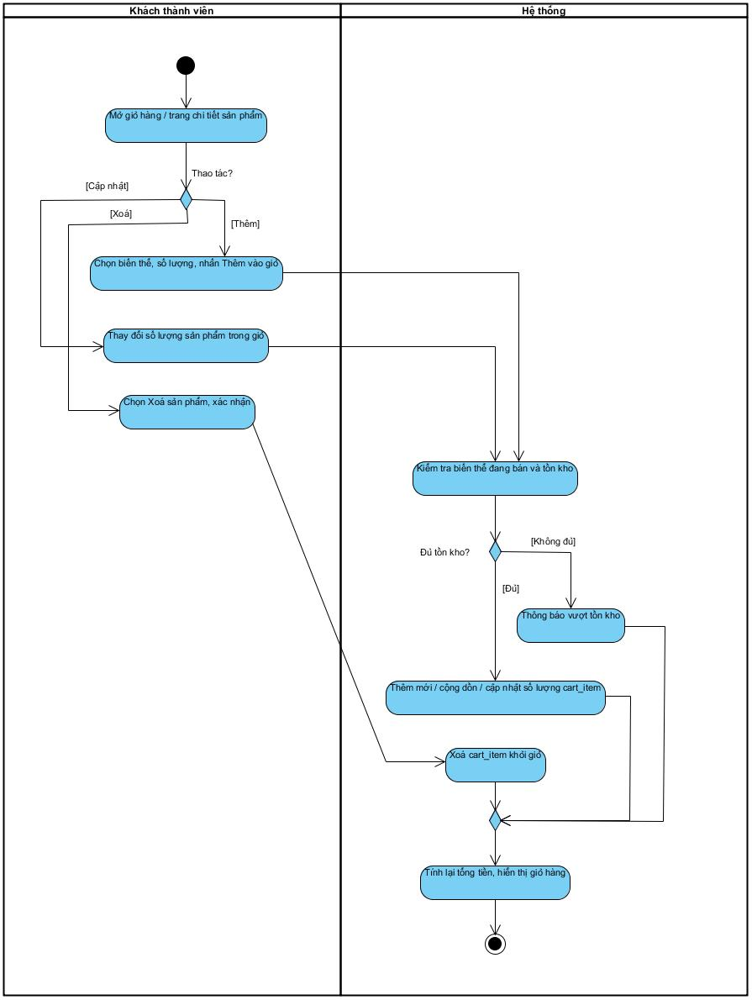 Khách thành viên
Hệ thống
Mở giỏ hàng / trang chi tiết sản phẩm
Thao tác?
[Cập nhật]
[Xoá]
[Thêm]
Chọn biến thể, số lượng, nhấn Thêm vào giỏ
Thay đổi số lượng sản phẩm trong giỏ
Chọn Xoá sản phẩm, xác nhận
Kiểm tra biến thể đang bán và tồn kho
Đủ tồn kho?
[Không đủ]
[Đủ]
Thông báo vượt tồn kho
Thêm mới / cộng dồn / cập nhật số lượng cart_item
Xoá cart_item khỏi giỏ
Tính lại tổng tiền, hiển thị giỏ hàng